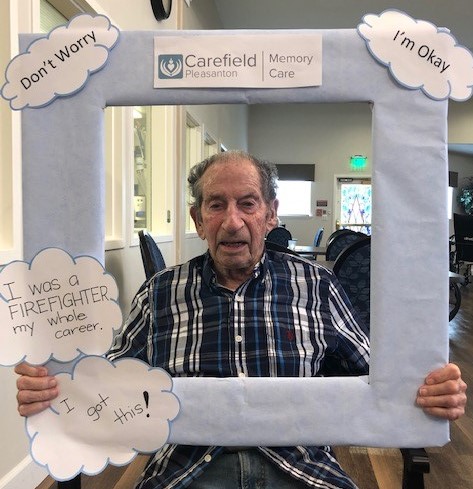 Don't Worry
Carefield
Pleasanton
Memory
Care
I'm Okay
I was a
FIREFIGHTER
my whole
career.
I got
this!